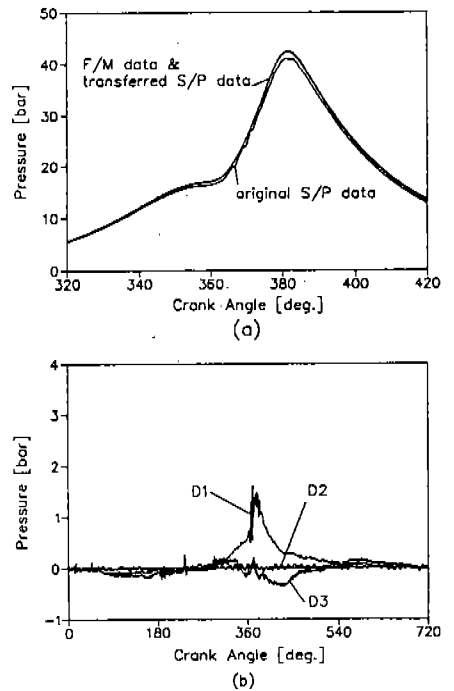 50
40
30
20
10
0
Pressure [bar]
F/M data &
transferred S/P data
original S/P data
320
340
360
380
400
420
Crank Angle [deg.]
(a)
4
3
2
1
0
-1
Pressure [bar]
D1
D2
D3
0
180
360
540
720
Crank Angle [deg.]
(b)